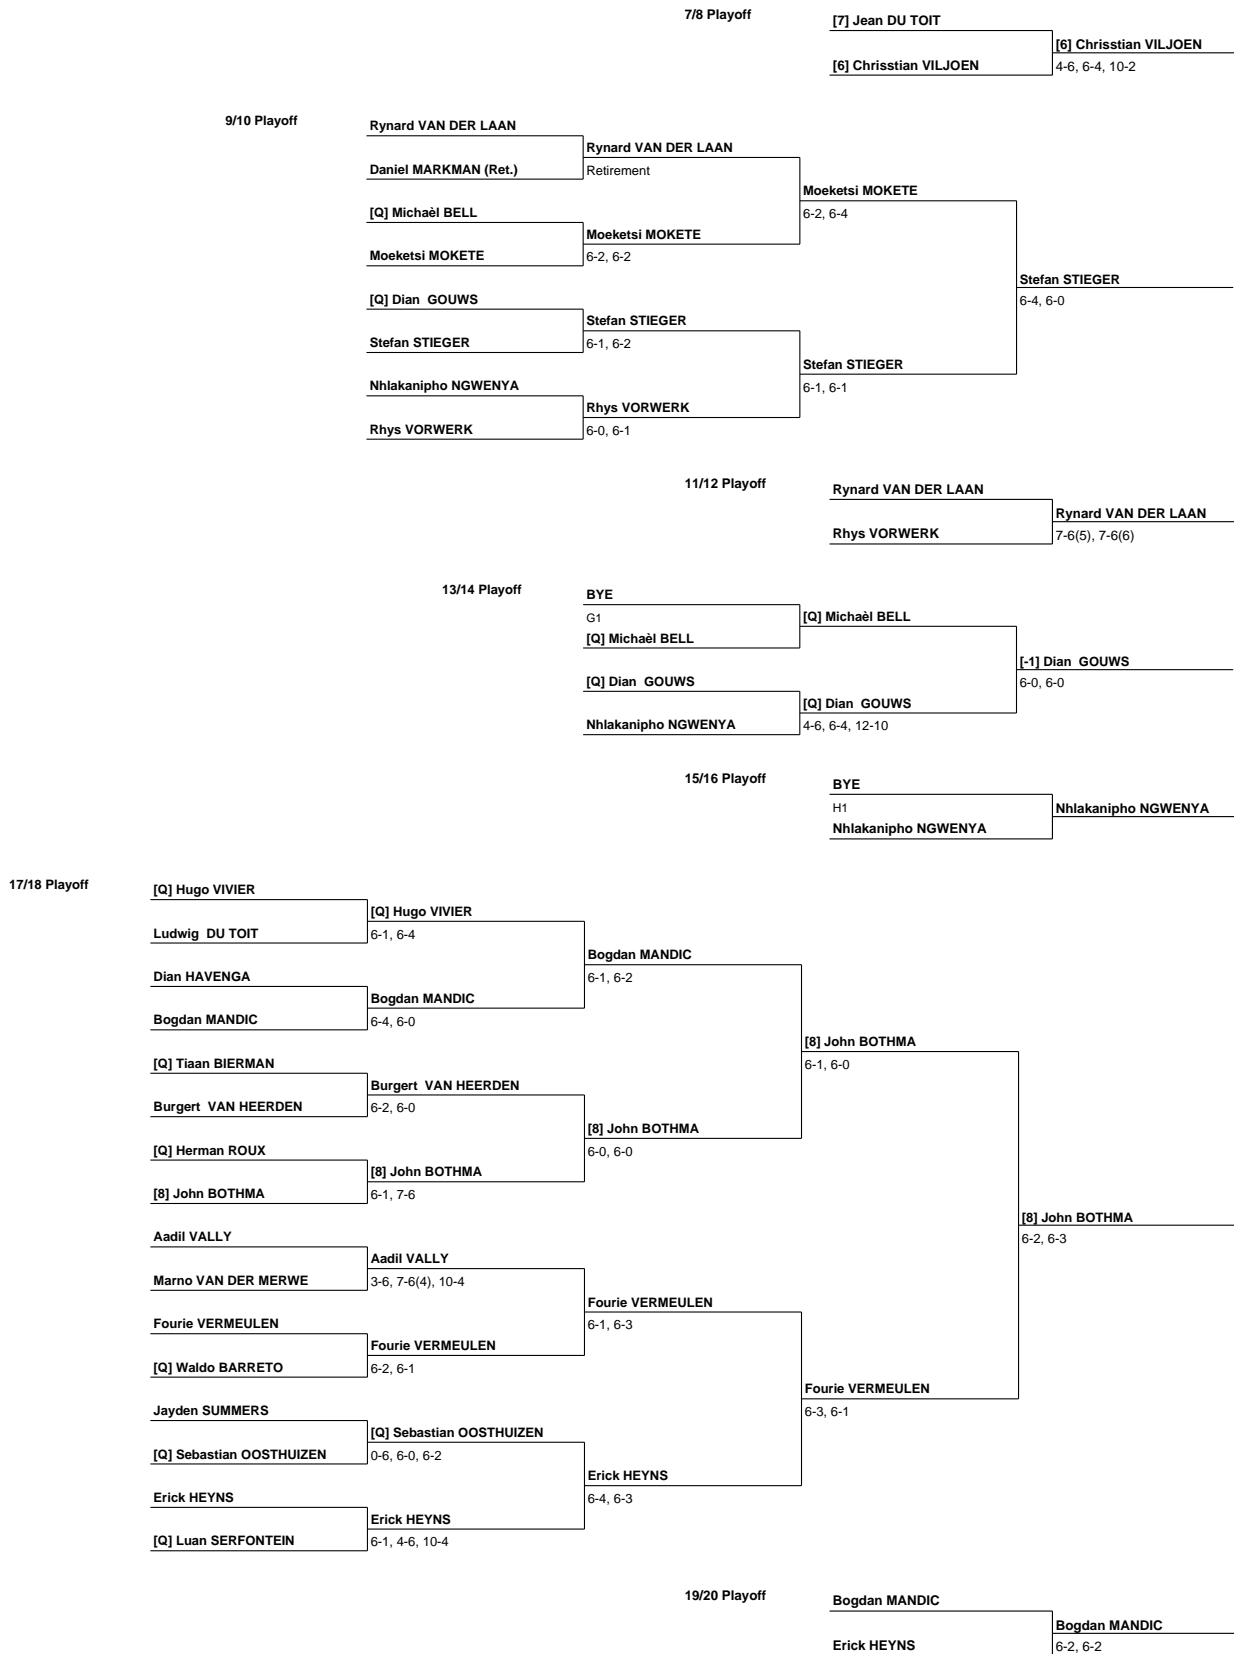 7/8 Playoff
[7] Jean DU TOIT
[6] Chrisstian VILJOEN
[6] Chrisstian VILJOEN
4-6, 6-4, 10-2
9/10 Playoff
Rynard VAN DER LAAN
Rynard VAN DER LAAN
Daniel MARKMAN (Ret.)
Retirement
Moeketsi MOKETE
[Q] Michaèl BELL
6-2, 6-4
Moeketsi MOKETE
Moeketsi MOKETE
6-2, 6-2
Stefan STIEGER
[Q] Dian  GOUWS
6-4, 6-0
Stefan STIEGER
Stefan STIEGER
6-1, 6-2
Stefan STIEGER
Nhlakanipho NGWENYA
6-1, 6-1
Rhys VORWERK
Rhys VORWERK
6-0, 6-1
11/12 Playoff
Rynard VAN DER LAAN
Rynard VAN DER LAAN
Rhys VORWERK
7-6(5), 7-6(6)
13/14 Playoff
BYE
G1
[Q] Michaèl BELL
[Q] Michaèl BELL
[-1] Dian  GOUWS
[Q] Dian  GOUWS
6-0, 6-0
[Q] Dian  GOUWS
Nhlakanipho NGWENYA
4-6, 6-4, 12-10
15/16 Playoff
BYE
H1
Nhlakanipho NGWENYA
Nhlakanipho NGWENYA
17/18 Playoff
[Q] Hugo VIVIER
[Q] Hugo VIVIER
Ludwig  DU TOIT
6-1, 6-4
Bogdan MANDIC
Dian HAVENGA
6-1, 6-2
Bogdan MANDIC
Bogdan MANDIC
6-4, 6-0
[8] John BOTHMA
[Q] Tiaan BIERMAN
6-1, 6-0
Burgert  VAN HEERDEN
Burgert  VAN HEERDEN
6-2, 6-0
[8] John BOTHMA
[Q] Herman ROUX
6-0, 6-0
[8] John BOTHMA
[8] John BOTHMA
6-1, 7-6
[8] John BOTHMA
Aadil VALLY
6-2, 6-3
Aadil VALLY
Marno VAN DER MERWE
3-6, 7-6(4), 10-4
Fourie VERMEULEN
Fourie VERMEULEN
6-1, 6-3
Fourie VERMEULEN
[Q] Waldo BARRETO
6-2, 6-1
Fourie VERMEULEN
Jayden SUMMERS
6-3, 6-1
[Q] Sebastian OOSTHUIZEN
[Q] Sebastian OOSTHUIZEN
0-6, 6-0, 6-2
Erick HEYNS
Erick HEYNS
6-4, 6-3
Erick HEYNS
[Q] Luan SERFONTEIN
6-1, 4-6, 10-4
19/20 Playoff
Bogdan MANDIC
Bogdan MANDIC
Erick HEYNS
6-2, 6-2